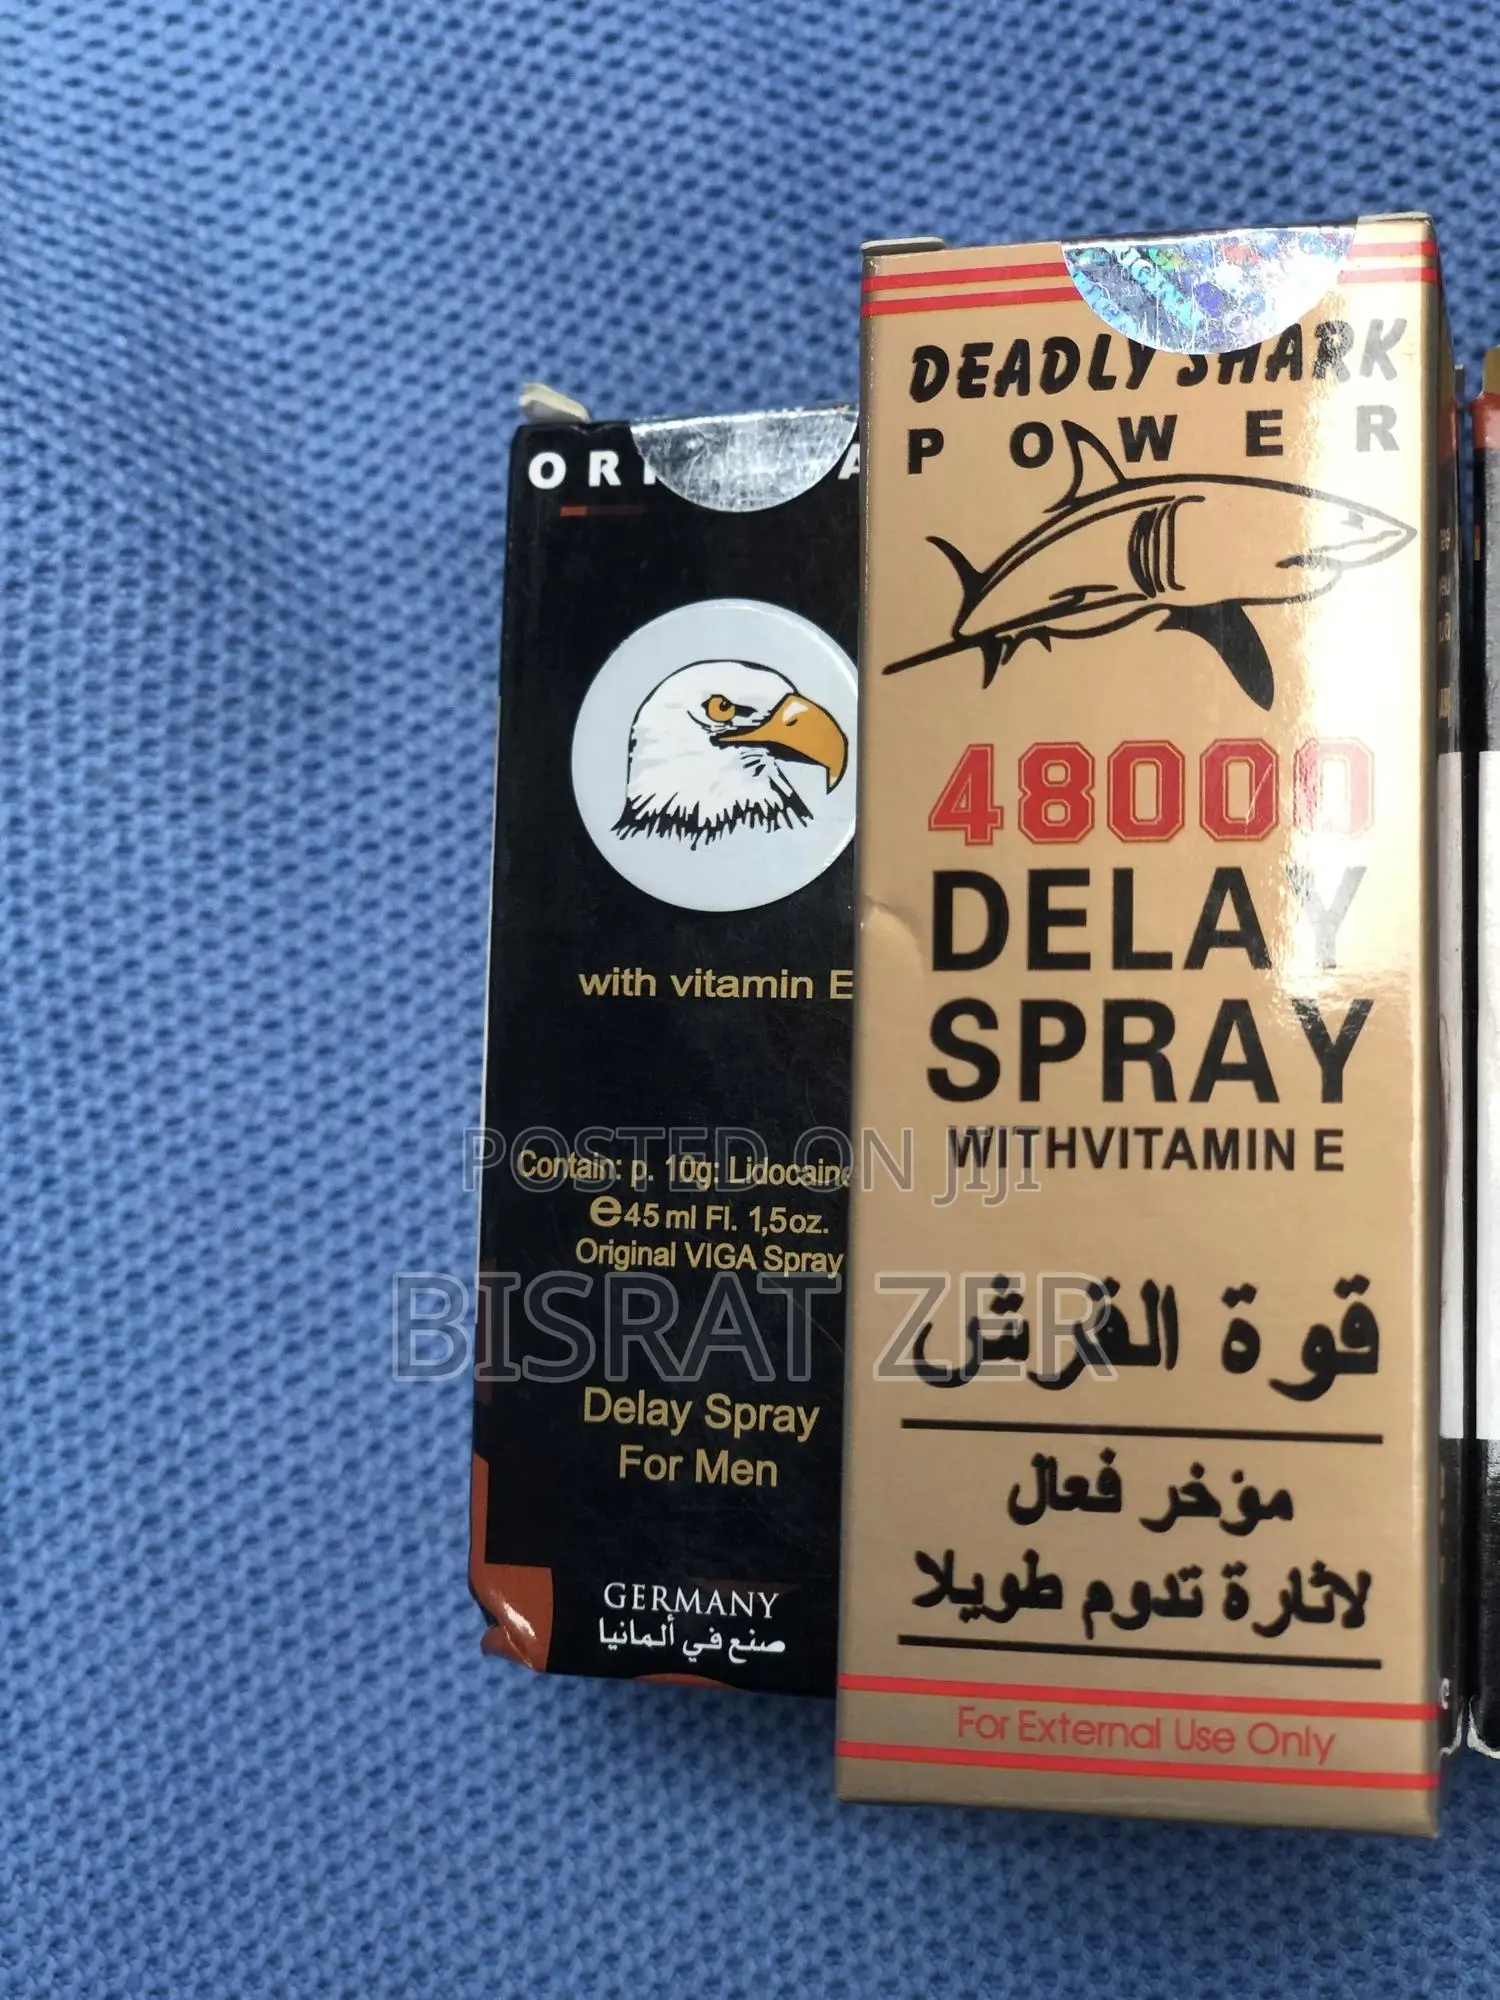 ORI
with vitamin E
Contain: p. 10g: Lidocaine
e45 ml Fl. 1,5oz.
Original VIGA Spray
Delay Spray
For Men
GERMANY
صنع في ألمانيا
DEADLY SHARK
POWER
48000
DELAY
SPRAY
WITHVITAMIN E
قوة القرش
مؤخر فعال
لاثارة تدوم طويلا
For External Use Only
POSTED ON JIJI
BISRAT ZER